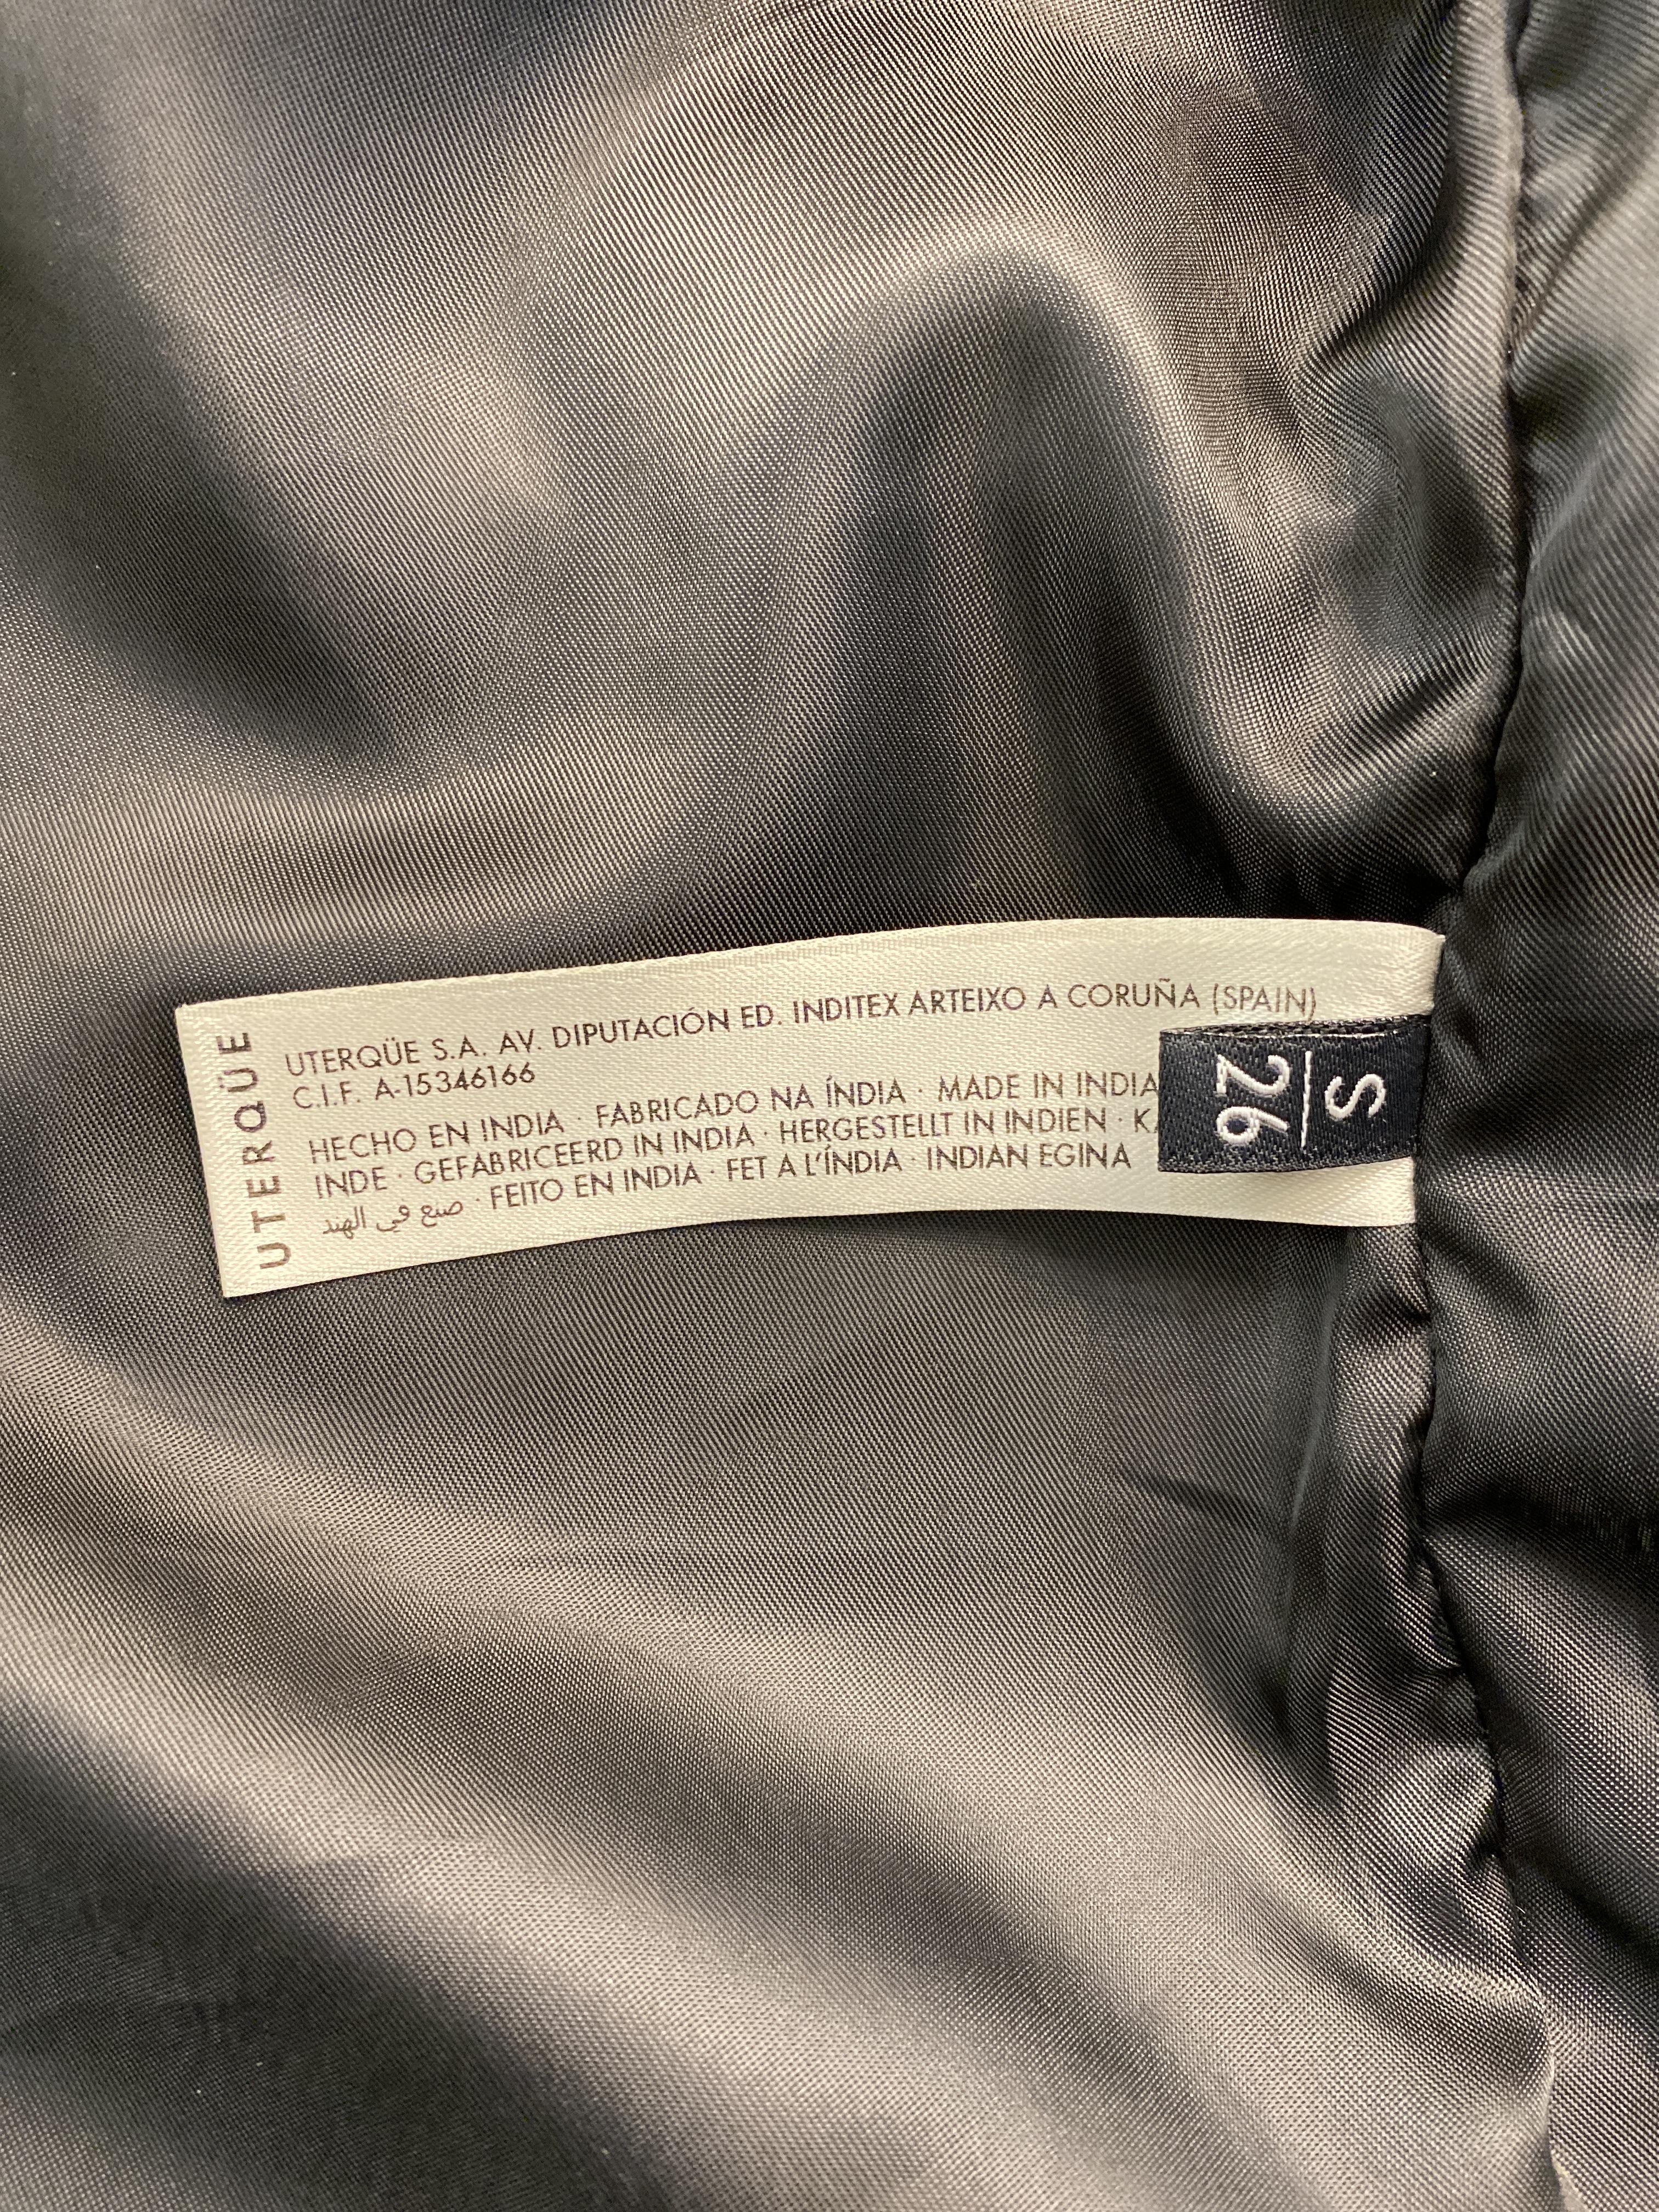 UTERQÜE
UTERQÜE S.A. AV. DIPUTACIÓN ED. INDITEX ARTEIXO A CORUÑA (SPAIN)
C.I.F. A-15346166
HECHO EN INDIA · FABRICADO NA ÍNDIA · MADE IN INDIA
INDE · GEFABRICEERD IN INDIA · HERGESTELLT IN INDIEN ·
صنع في الهند · FEITO EN INDIA · FET A L'ÍNDIA · INDIAN EGINA
S
26